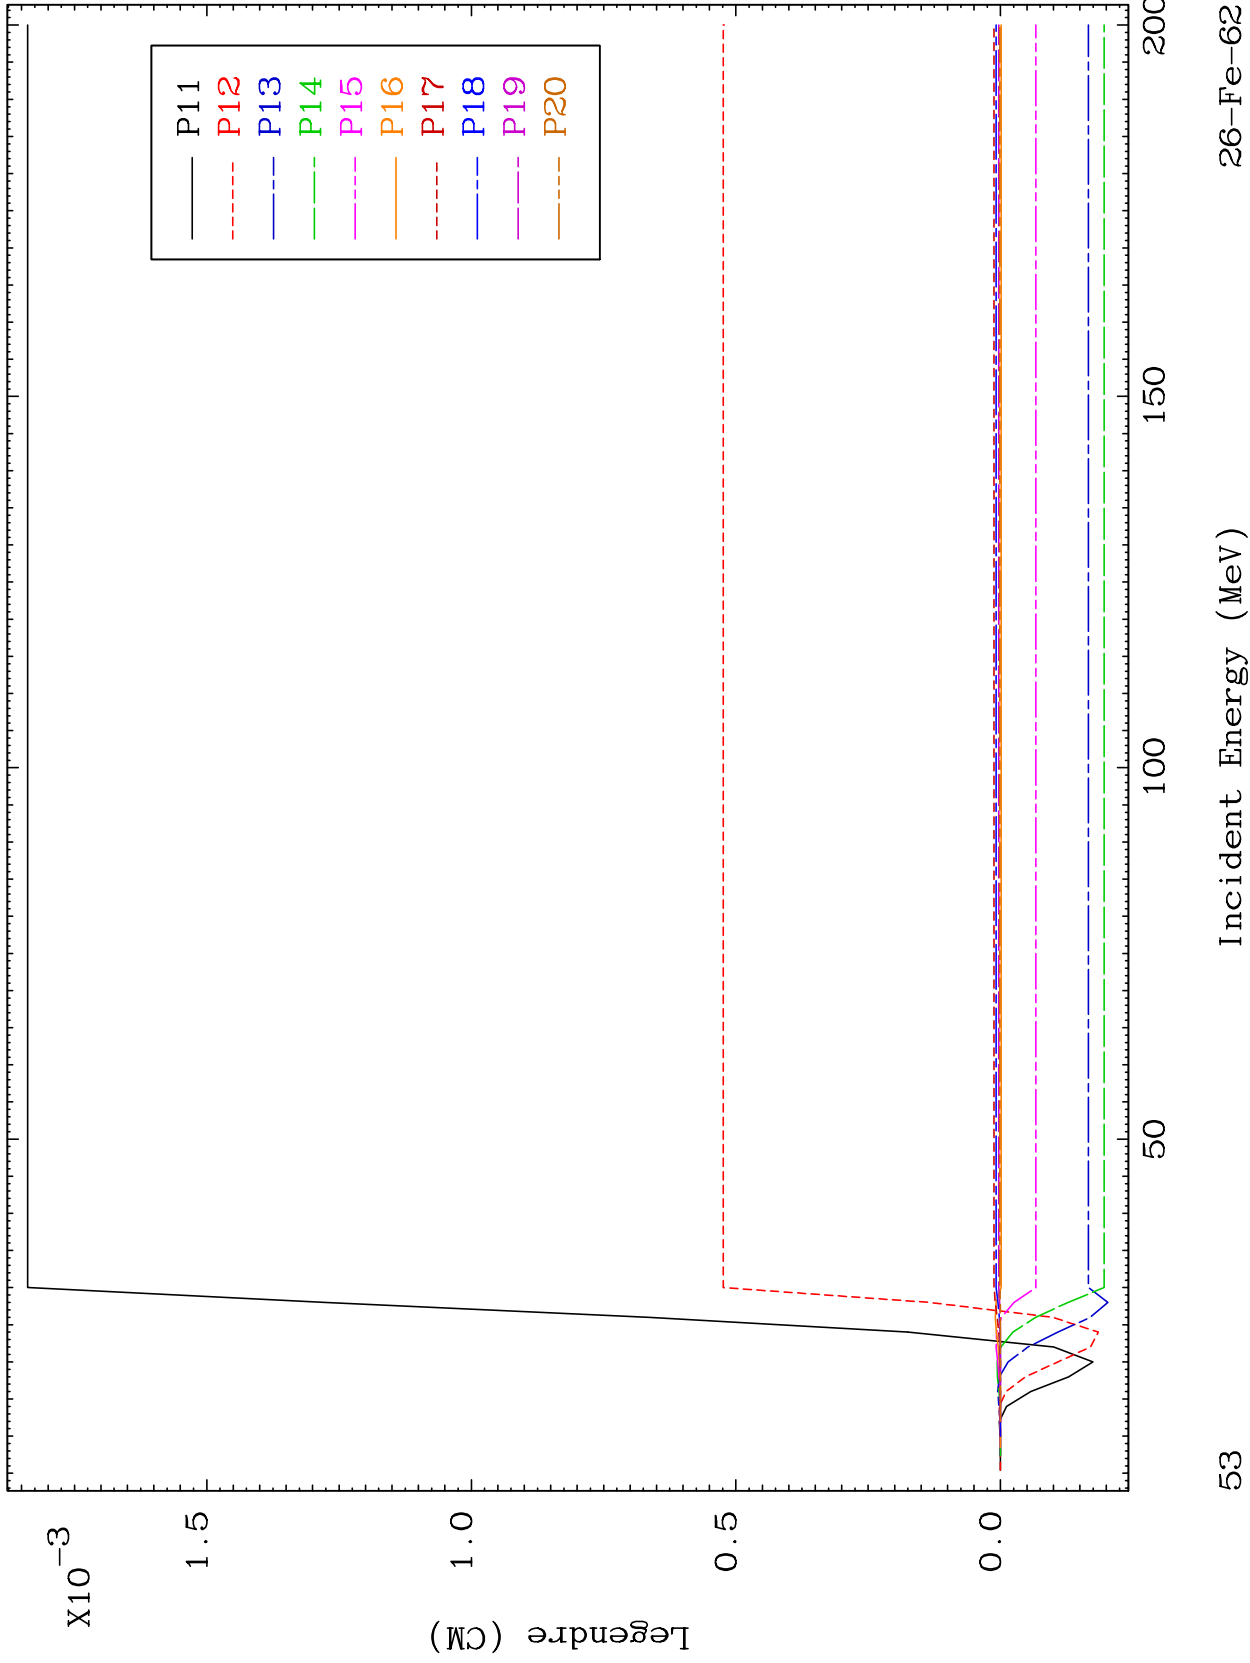 X10-3
1.5
1.0
0.5
0.0
Legendre (CM)
P11
P12
P13
P14
P15
P16
P17
P18
P19
P20
50
100
150
200
Incident Energy (MeV)
53
26-Fe-62